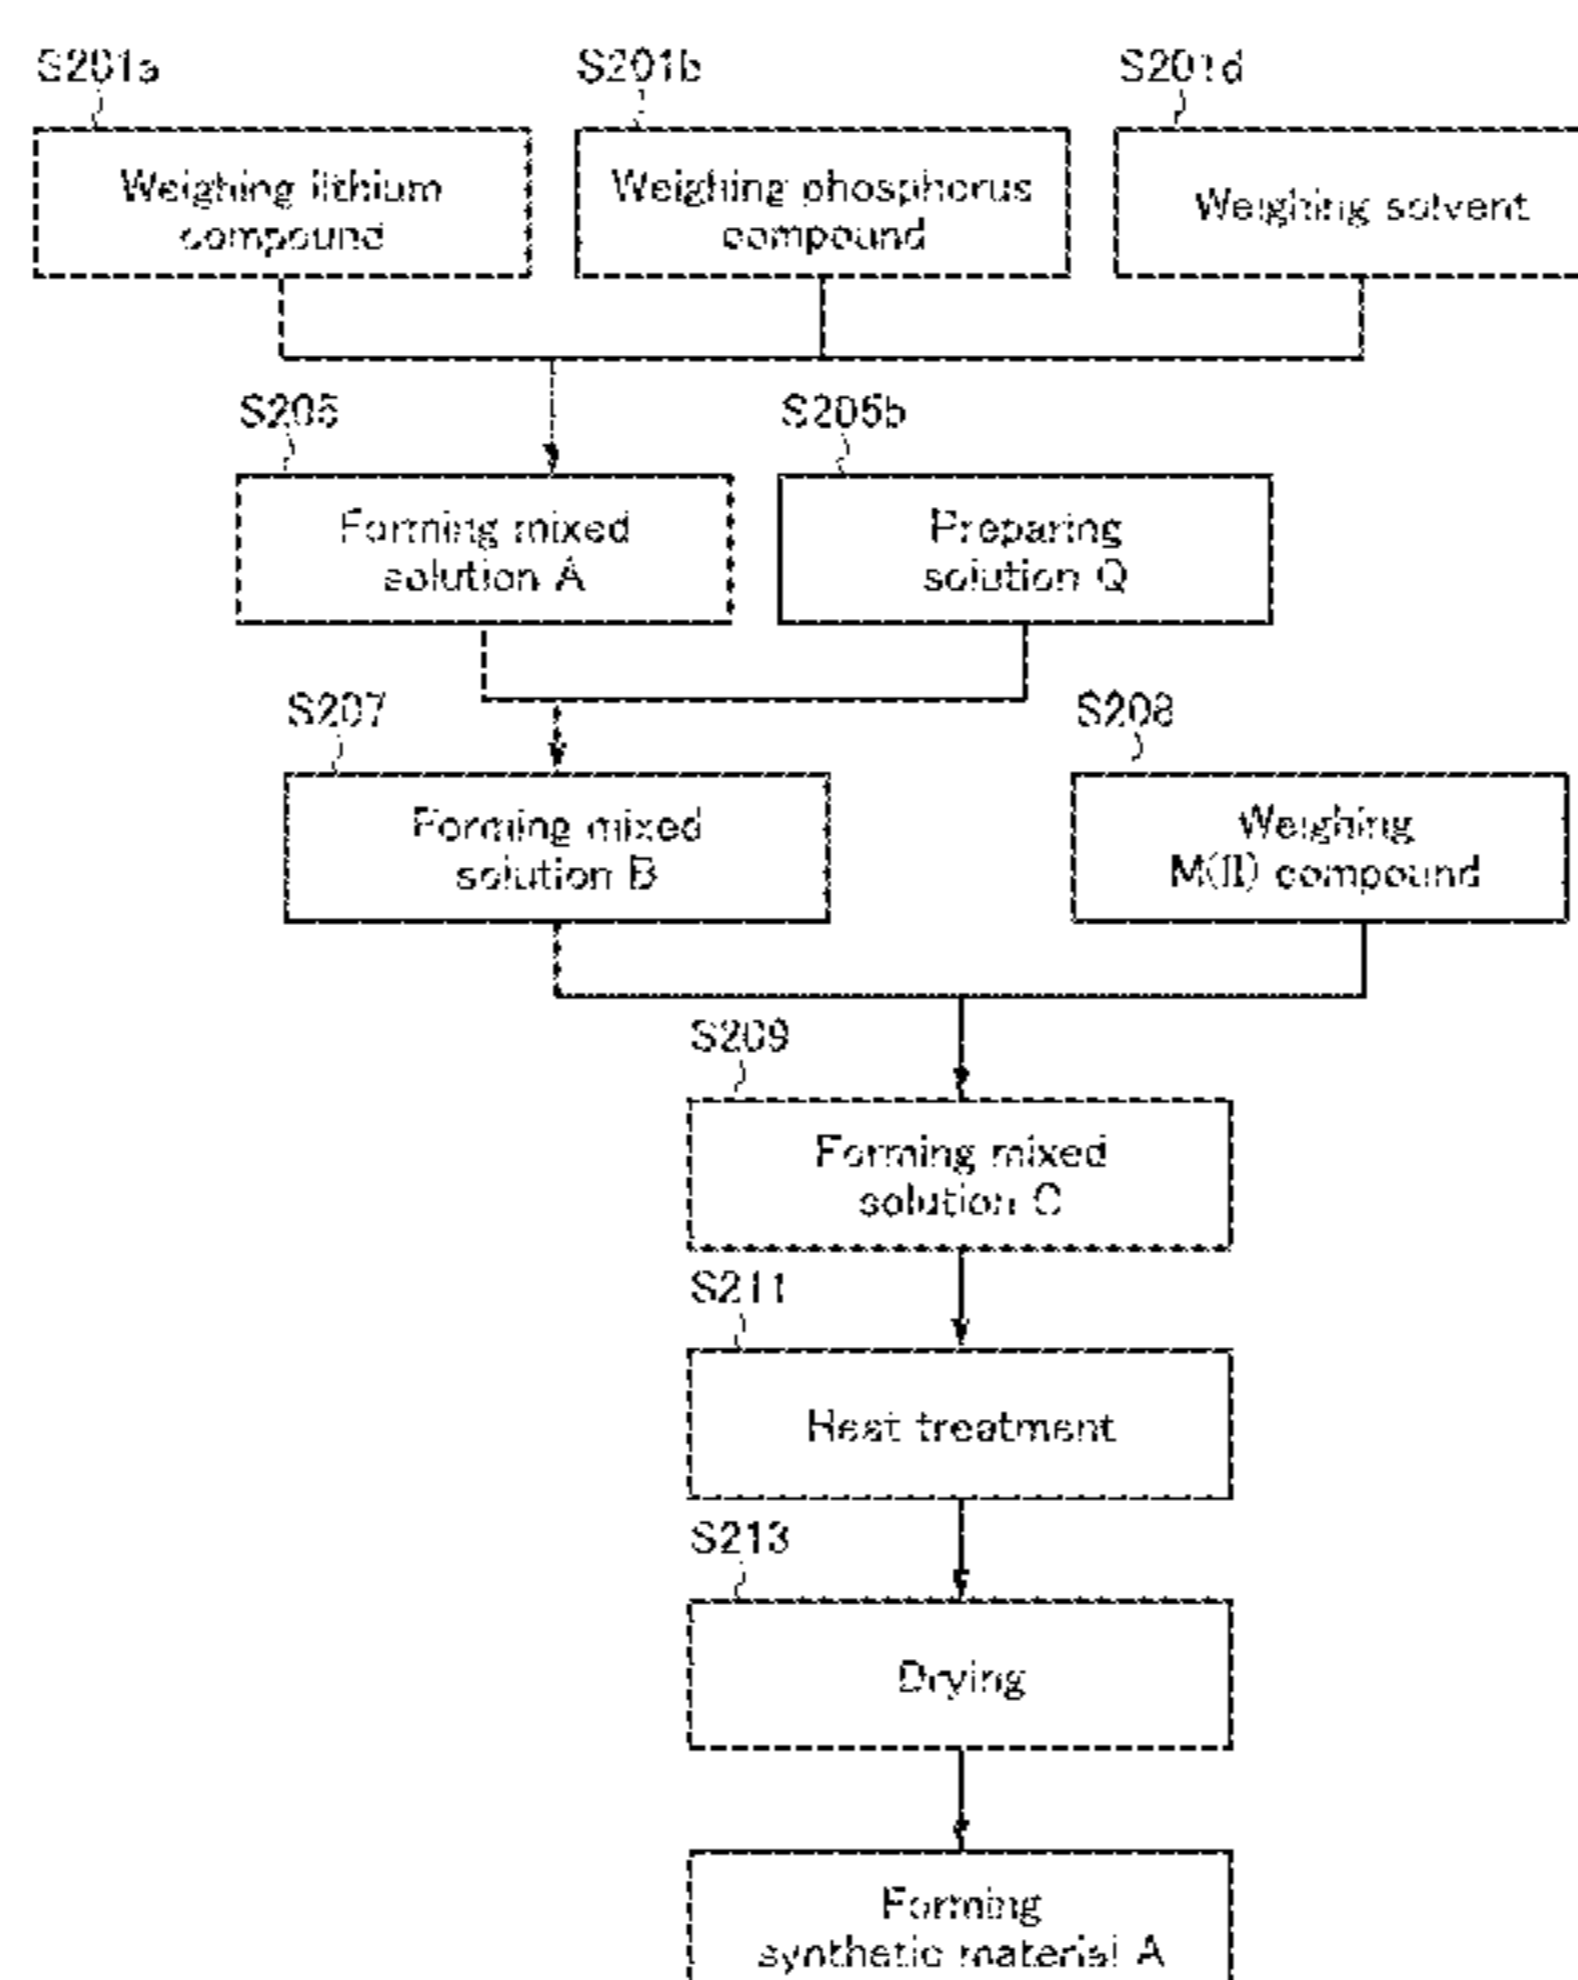 S201a
S201b
S201d
Weighing lithium
compound
Weighing phosphorus
compound
Weighing solvent
S205b
Forming mixed
solution A
Preparing
solution Q
S207
S208
Forming mixed
solution B
Weighing
M(II) compound
S209
Forming mixed
solution C
S211
Heat treatment
S213
Drying
Forming
synthetic material A